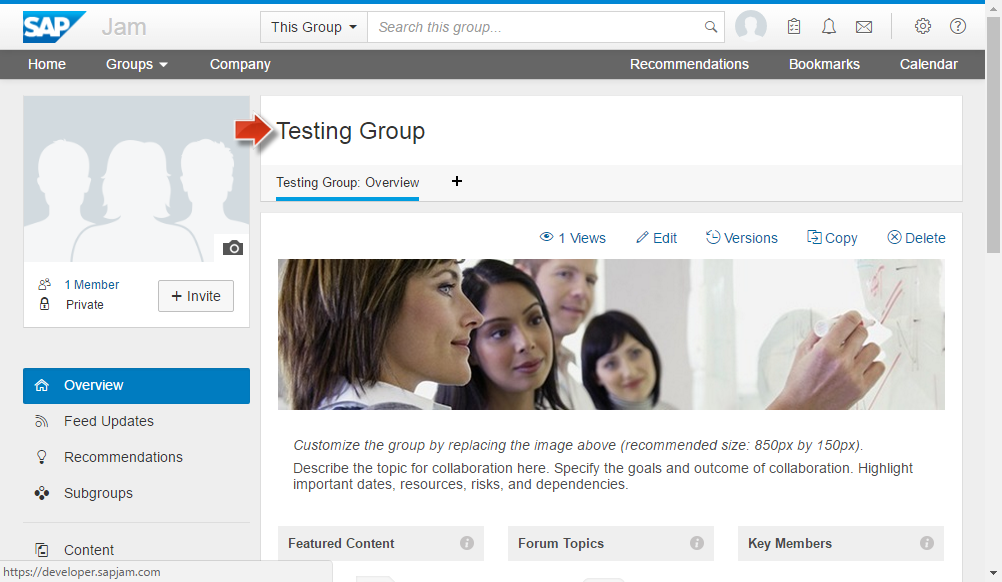 SAP Jam This Group Search this group...
Home Groups Company Recommendations Bookmarks Calendar
Testing Group
Testing Group: Overview +
1 Views Edit Versions Copy Delete
1 Member
Private
+ Invite
Overview
Feed Updates
Recommendations
Subgroups
Content
Customize the group by replacing the image above (recommended size: 850px by 150px).
Describe the topic for collaboration here. Specify the goals and outcome of collaboration. Highlight
important dates, resources, risks, and dependencies.
Featured Content Forum Topics Key Members
https://developer.sapjam.com